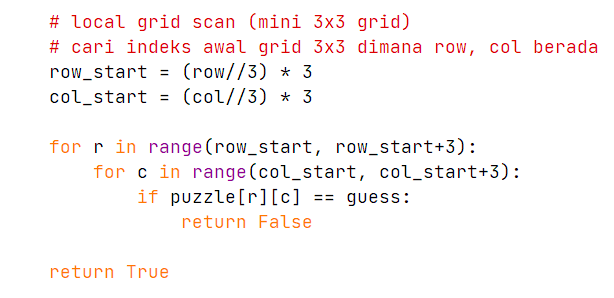 # local grid scan (mini 3x3 grid)
# cari indeks awal grid 3x3 dimana row, col berada
row_start = (row//3) * 3
col_start = (col//3) * 3

for r in range(row_start, row_start+3):
    for c in range(col_start, col_start+3):
        if puzzle[r][c] == guess:
            return False

return True